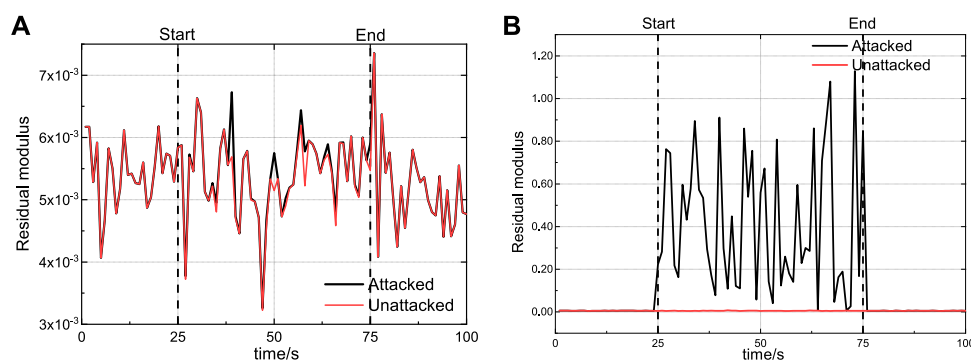 A
Start
End
Residual modulus
7x10-3
6x10-3
5x10-3
4x10-3
3x10-3
Attacked
Unattacked
0
25
50
75
100
time/s
B
Start
End
Residual modulus
1.20
1.00
0.80
0.60
0.40
0.20
0.00
Attacked
Unattacked
0
25
50
75
100
time/s